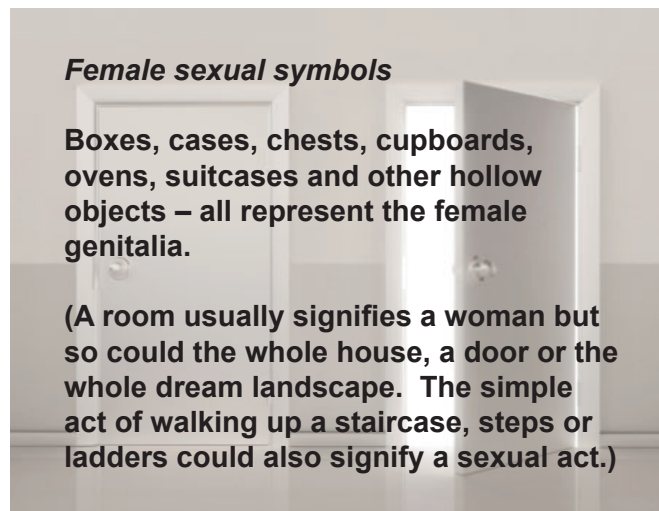 Female sexual symbols
Boxes, cases, chests, cupboards,
ovens, suitcases and other hollow
objects – all represent the female
genitalia.
(A room usually signifies a woman but
so could the whole house, a door or the
whole dream landscape.  The simple
act of walking up a staircase, steps or
ladders could also signify a sexual act.)